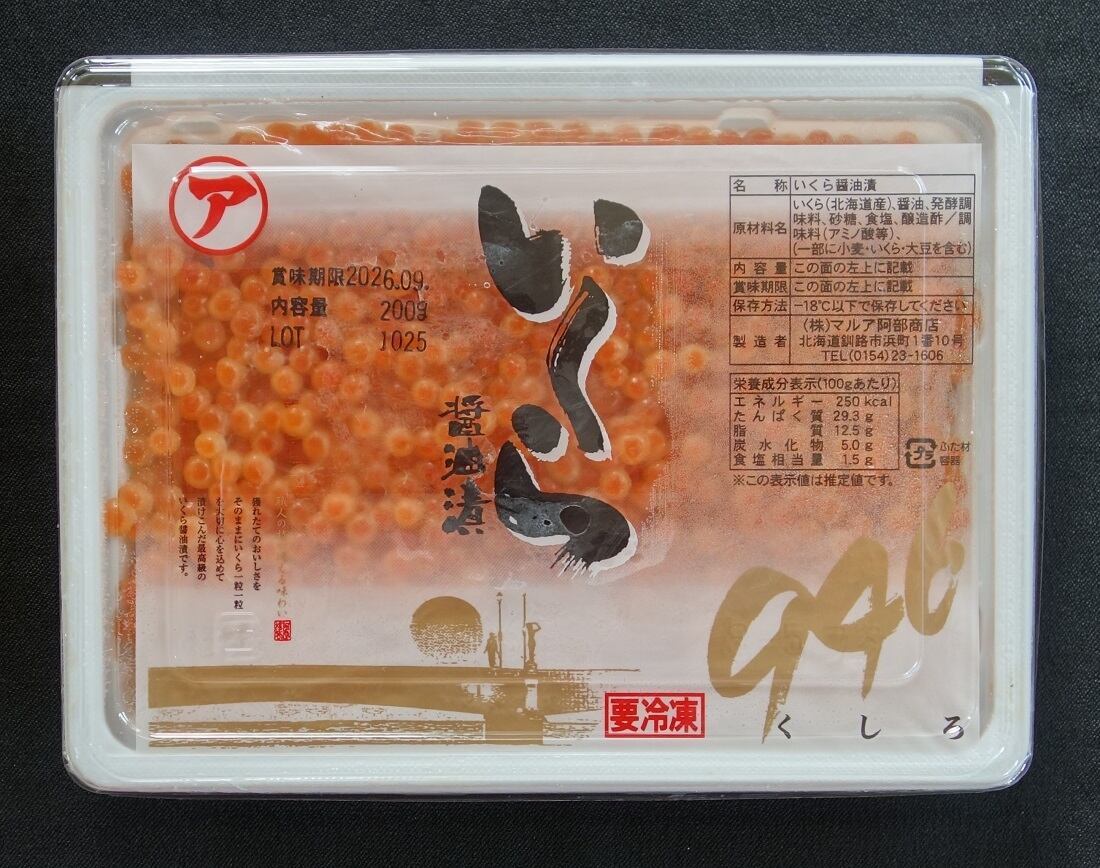 ア
賞味期限2026.09.
内容量 200g
LOT 1025
いくら
醤油漬
名称 いくら醤油漬
原材料名 いくら(北海道産)、醤油、発酵調
味料、砂糖、食塩、醸造酢/調
味料(アミノ酸等)、
(一部に小麦・いくら・大豆を含む)
内容量 この面の左上に記載
賞味期限 この面の左上に記載
保存方法 −18℃以下で保存してください
製造者 (株)マルア阿部商店
北海道釧路市浜町1番10号
TEL(0154)23-1606
栄養成分表示(100gあたり)
エネルギー 250 kcal
たんぱく質 29.3 g
脂質 12.5 g
炭水化物 5.0 g
食塩相当量 1.5 g
※この表示値は推定値です。
プラ
ふた材
容器
獲れたてのおいしさを
そのままにいくら一粒一粒
を大切に心を込めて
漬けこんだ最高級の
いくら醤油漬です。
要冷凍
946
くしろ